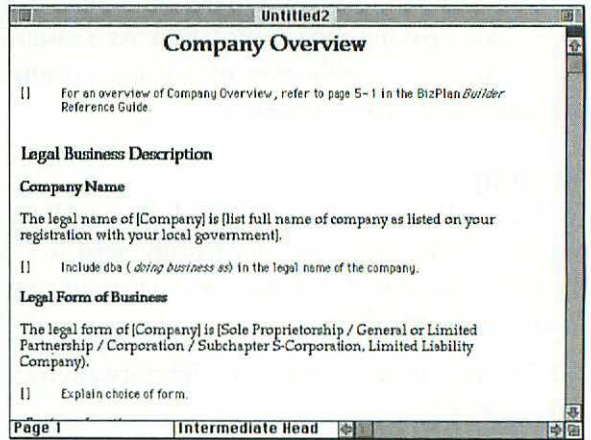 Untitled2
Company Overview
[] For an overview of Company Overview, refer to page 5-1 in the BizPlan Builder
Reference Guide.
Legal Business Description
Company Name
The legal name of [Company] is [list full name of company as listed on your
registration with your local government].
[] Include dba ( doing business as) in the legal name of the company.
Legal Form of Business
The legal form of [Company] is [Sole Proprietorship / General or Limited
Partnership / Corporation / Subchapter S-Corporation, Limited Liability
Company).
[] Explain choice of form.
Page 1 Intermediate Head